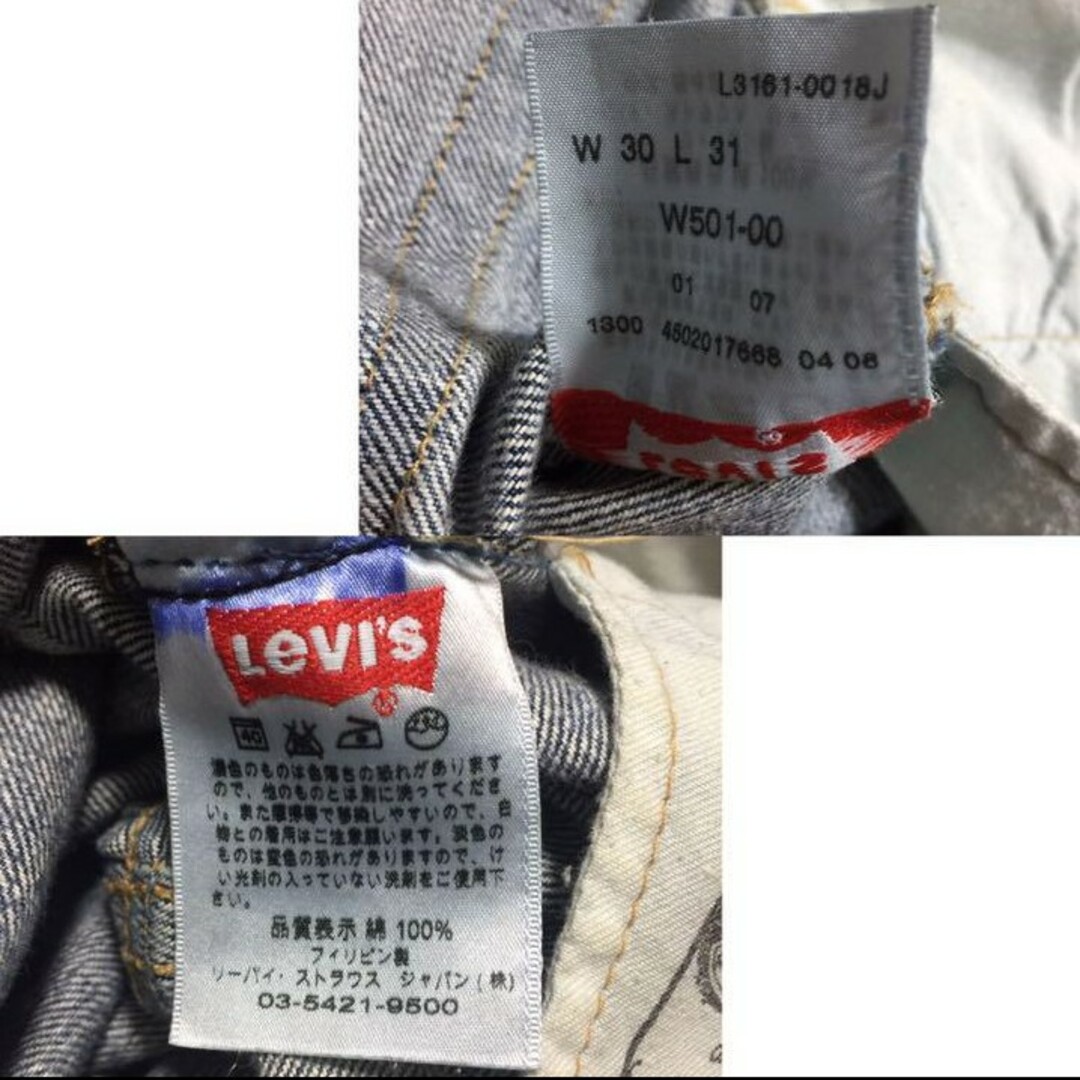 L3161-0018J
W 30 L 31
W501-00
01 07
1300 4502017668 04 08
Levi's
Levi's
40
濃色のものは色落ちの恐れがあります
ので、他のものとは別に洗ってくださ
い。また摩擦等で移染しやすいので、白
物との着用はご注意願います。淡色の
ものは変色の恐れがありますので、けい
い光剤の入っていない洗剤をご使用下
さい。
品質表示 綿 100%
フィリピン製
リーバイ・ストラウス ジャパン(株)
03-5421-9500